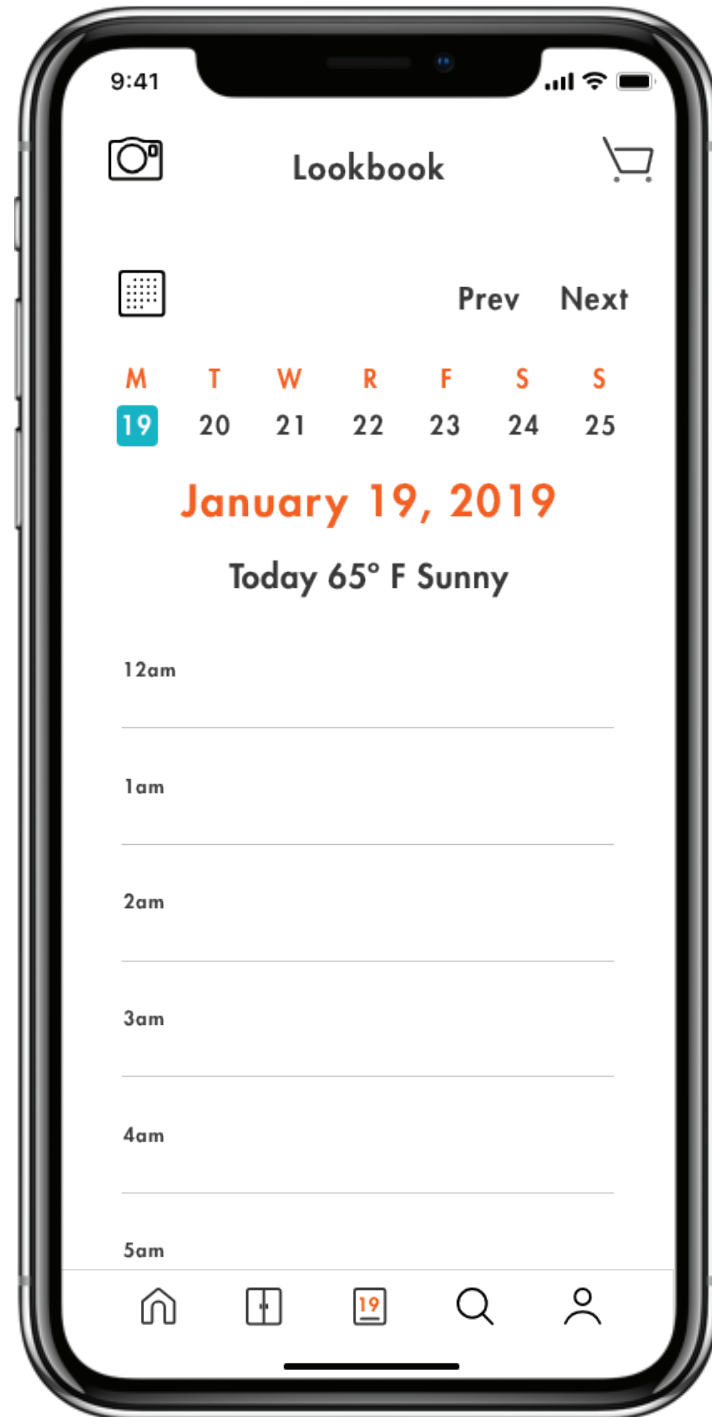 9:41
Lookbook
Prev Next
M T W R F S S
19 20 21 22 23 24 25
January 19, 2019
Today 65° F Sunny
12am
1am
2am
3am
4am
5am
19